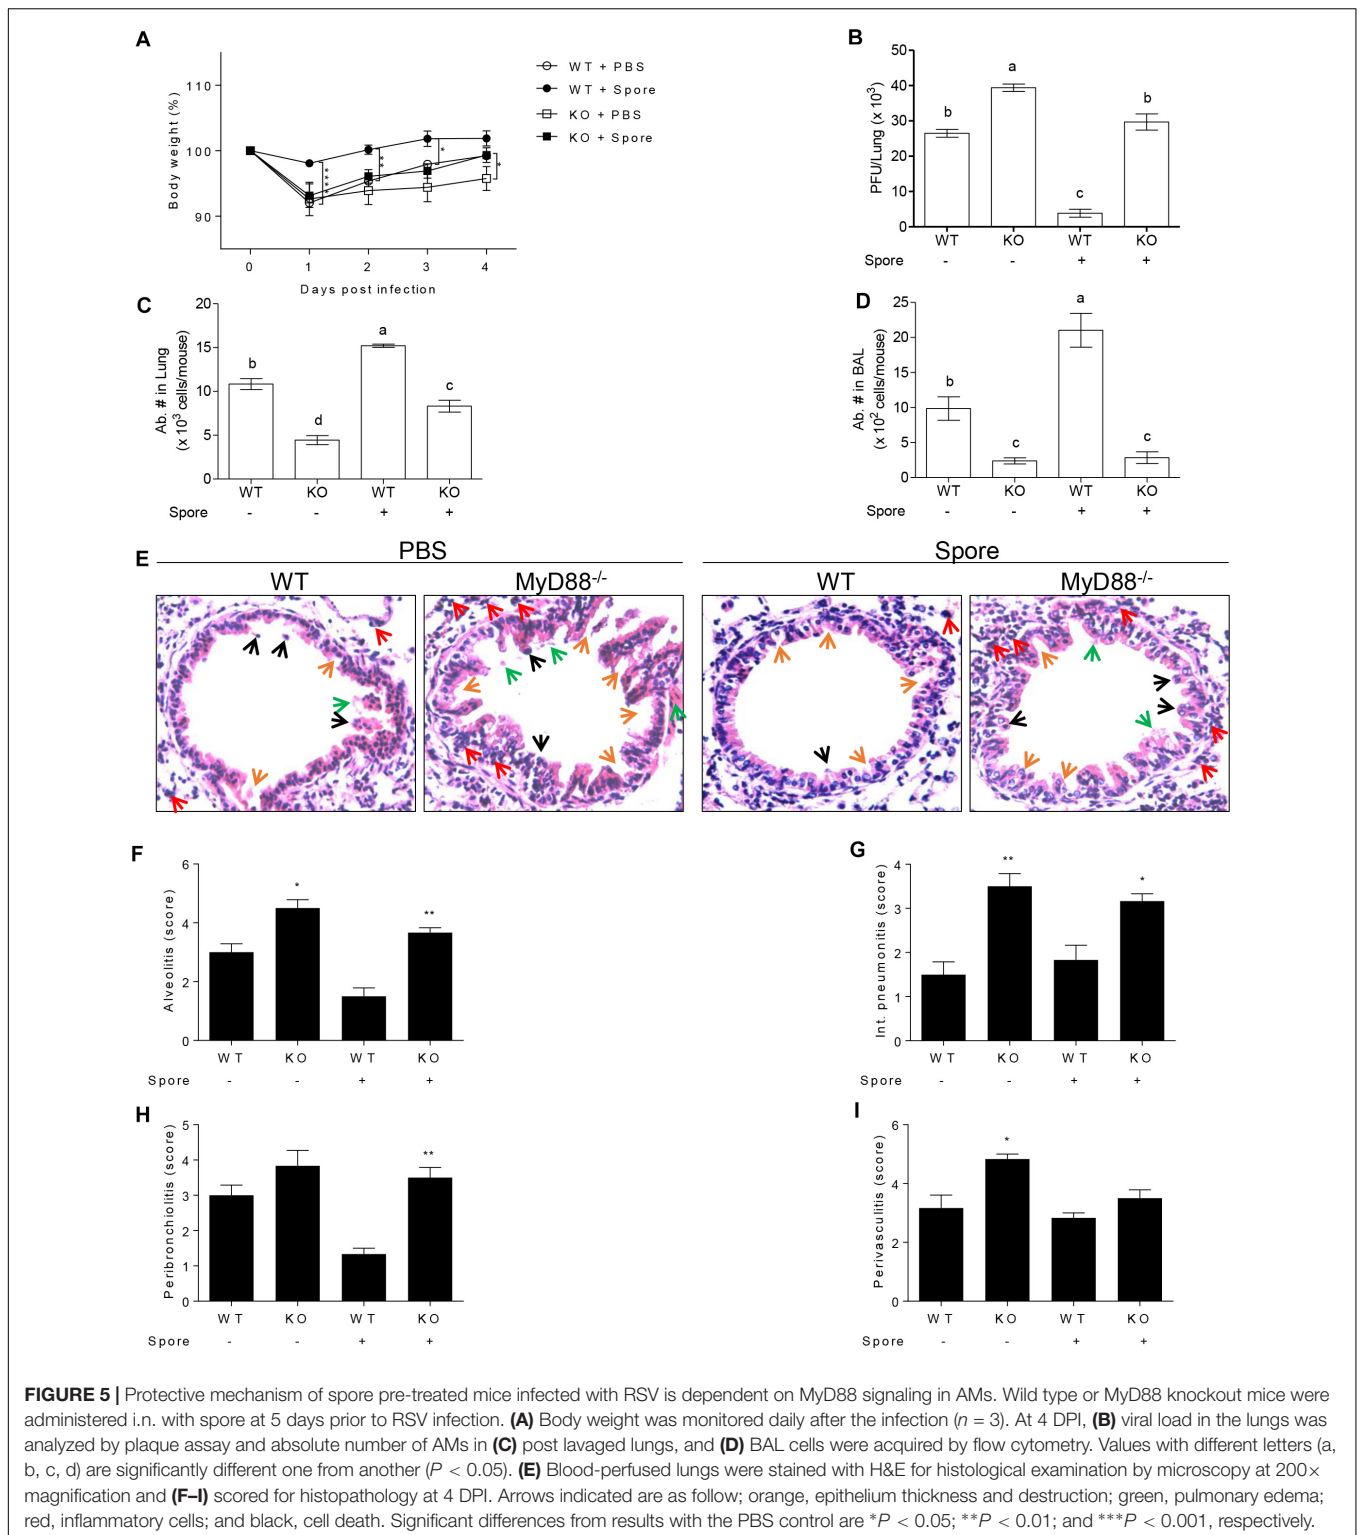 A
B
WT + PBS
WT + Spore
KO + PBS
KO + Spore
Body weight (%)
110
100
90
****
**
*
*
0 1 2 3 4
Days post infection
PFU/Lung (x 10³)
50
40
30
20
10
0
b a c b
WT KO WT KO
Spore - - + +
C
Ab. # in Lung
(x 10³ cells/mouse)
20
15
10
5
0
b d a c
WT KO WT KO
Spore - - + +
D
Ab. # in BAL
(x 10² cells/mouse)
25
20
15
10
5
0
b c a c
WT KO WT KO
Spore - - + +
E
PBS Spore
WT MyD88-/- WT MyD88-/-
F
Alveolitis (score)
6
4
2
0
* **
WT KO WT KO
Spore - - + +
G
Int. pneumonitis (score)
4
3
2
1
0
** *
WT KO WT KO
Spore - - + +
H
Peribronchiolitis (score)
5
4
3
2
1
0
**
WT KO WT KO
Spore - - + +
I
Perivasculitis (score)
6
4
2
0
*
WT KO WT KO
Spore - - + +
FIGURE 5 | Protective mechanism of spore pre-treated mice infected with RSV is dependent on MyD88 signaling in AMs. Wild type or MyD88 knockout mice were
administered i.n. with spore at 5 days prior to RSV infection. (A) Body weight was monitored daily after the infection (n = 3). At 4 DPI, (B) viral load in the lungs was
analyzed by plaque assay and absolute number of AMs in (C) post lavaged lungs, and (D) BAL cells were acquired by flow cytometry. Values with different letters (a,
b, c, d) are significantly different one from another (P < 0.05). (E) Blood-perfused lungs were stained with H&E for histological examination by microscopy at 200×
magnification and (F–I) scored for histopathology at 4 DPI. Arrows indicated are as follow; orange, epithelium thickness and destruction; green, pulmonary edema;
red, inflammatory cells; and black, cell death. Significant differences from results with the PBS control are *P < 0.05; **P < 0.01; and ***P < 0.001, respectively.